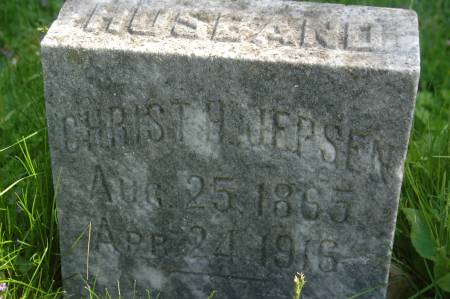 HUSBAND
CHRIST H. JEPSEN
AUG 25, 1865
APR 24, 1916